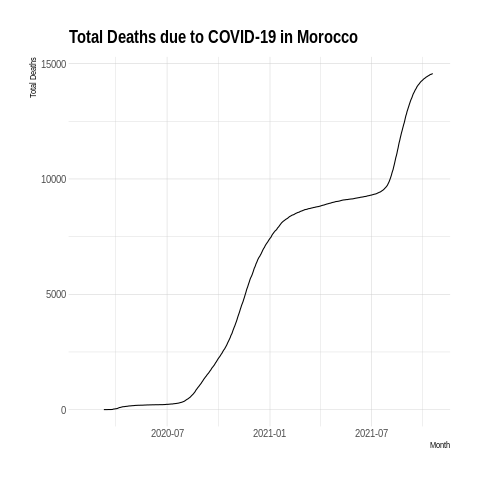 Total Deaths due to COVID-19 in Morocco
Total Deaths
15000
10000
5000
0
2020-07
2021-01
2021-07
Month